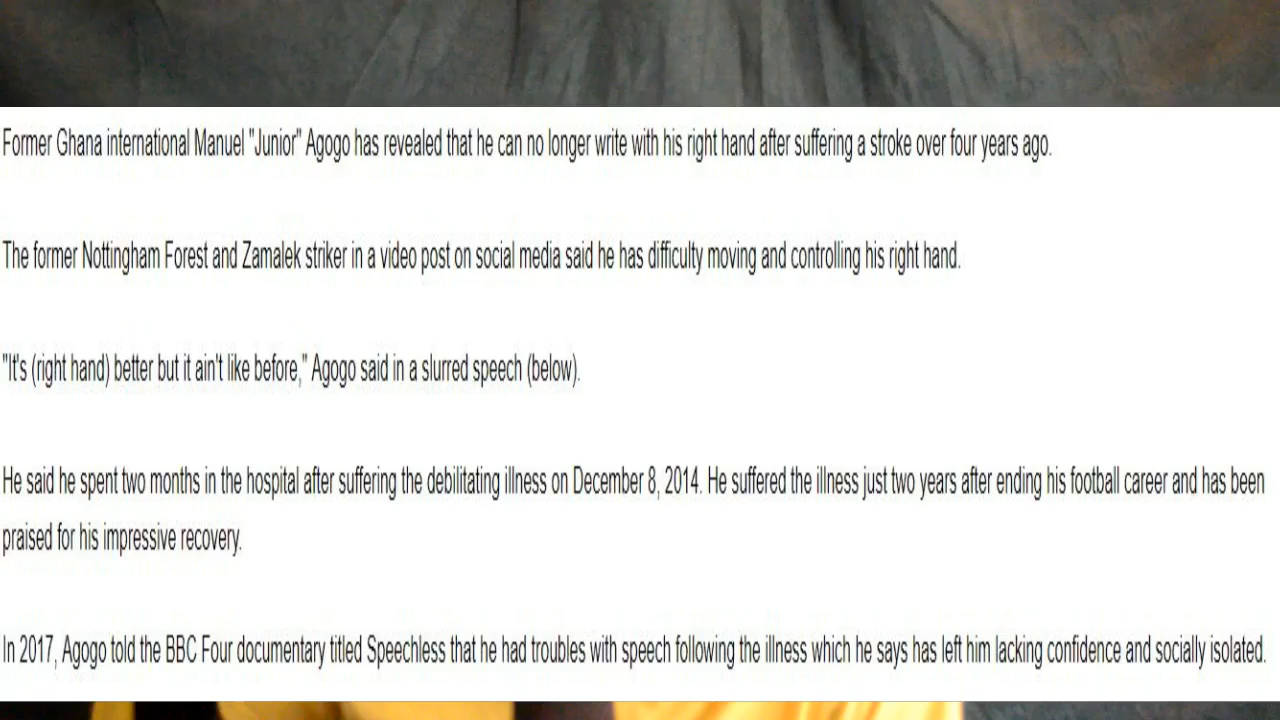 Former Ghana international Manuel "Junior" Agogo has revealed that he can no longer write with his right hand after suffering a stroke over four years ago.
The former Nottingham Forest and Zamalek striker in a video post on social media said he has difficulty moving and controlling his right hand.
"It's (right hand) better but it ain't like before," Agogo said in a slurred speech (below).
He said he spent two months in the hospital after suffering the debilitating illness on December 8, 2014. He suffered the illness just two years after ending his football career and has been
praised for his impressive recovery.
In 2017, Agogo told the BBC Four documentary titled Speechless that he had troubles with speech following the illness which he says has left him lacking confidence and socially isolated.